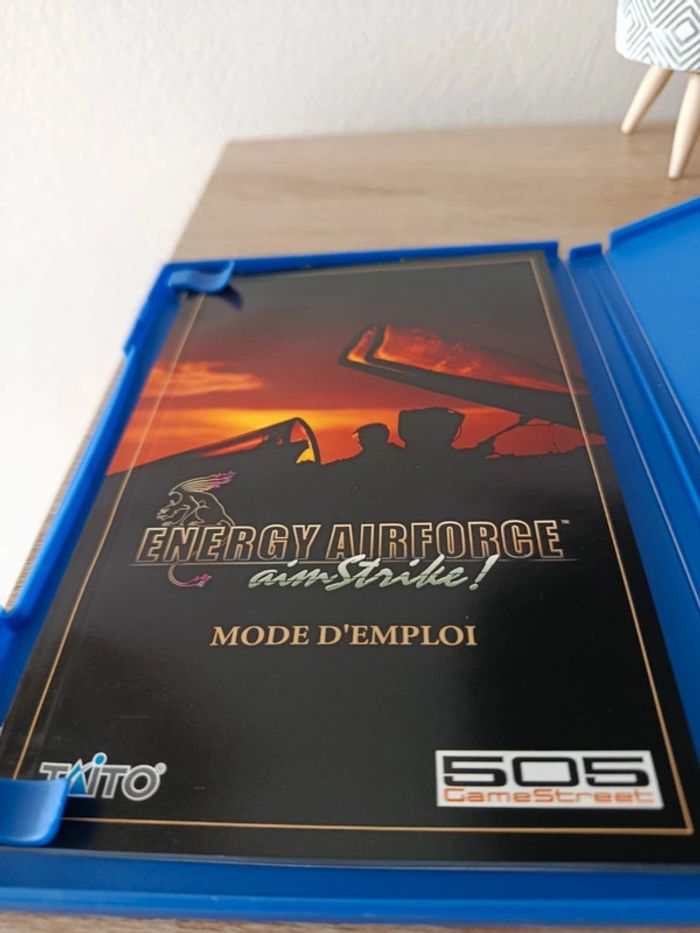 ENERGY AIRFORCE™
aimStrike!
MODE D'EMPLOI
TAITO®
505
GameStreet